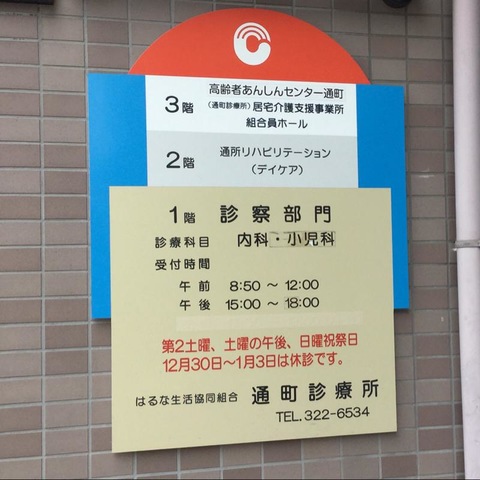 高齢者あんしんセンター通町
3階 (通町診療所)居宅介護支援事業所
組合員ホール
2階 通所リハビリテーション
(デイケア)
1階 診察部門
診療科目 内科・小児科
受付時間
午前 8:50～12:00
午後 15:00～18:00
第2土曜、土曜の午後、日曜祝祭日
12月30日～1月3日は休診です。
はるな生活協同組合 通町診療所
TEL.322-6534